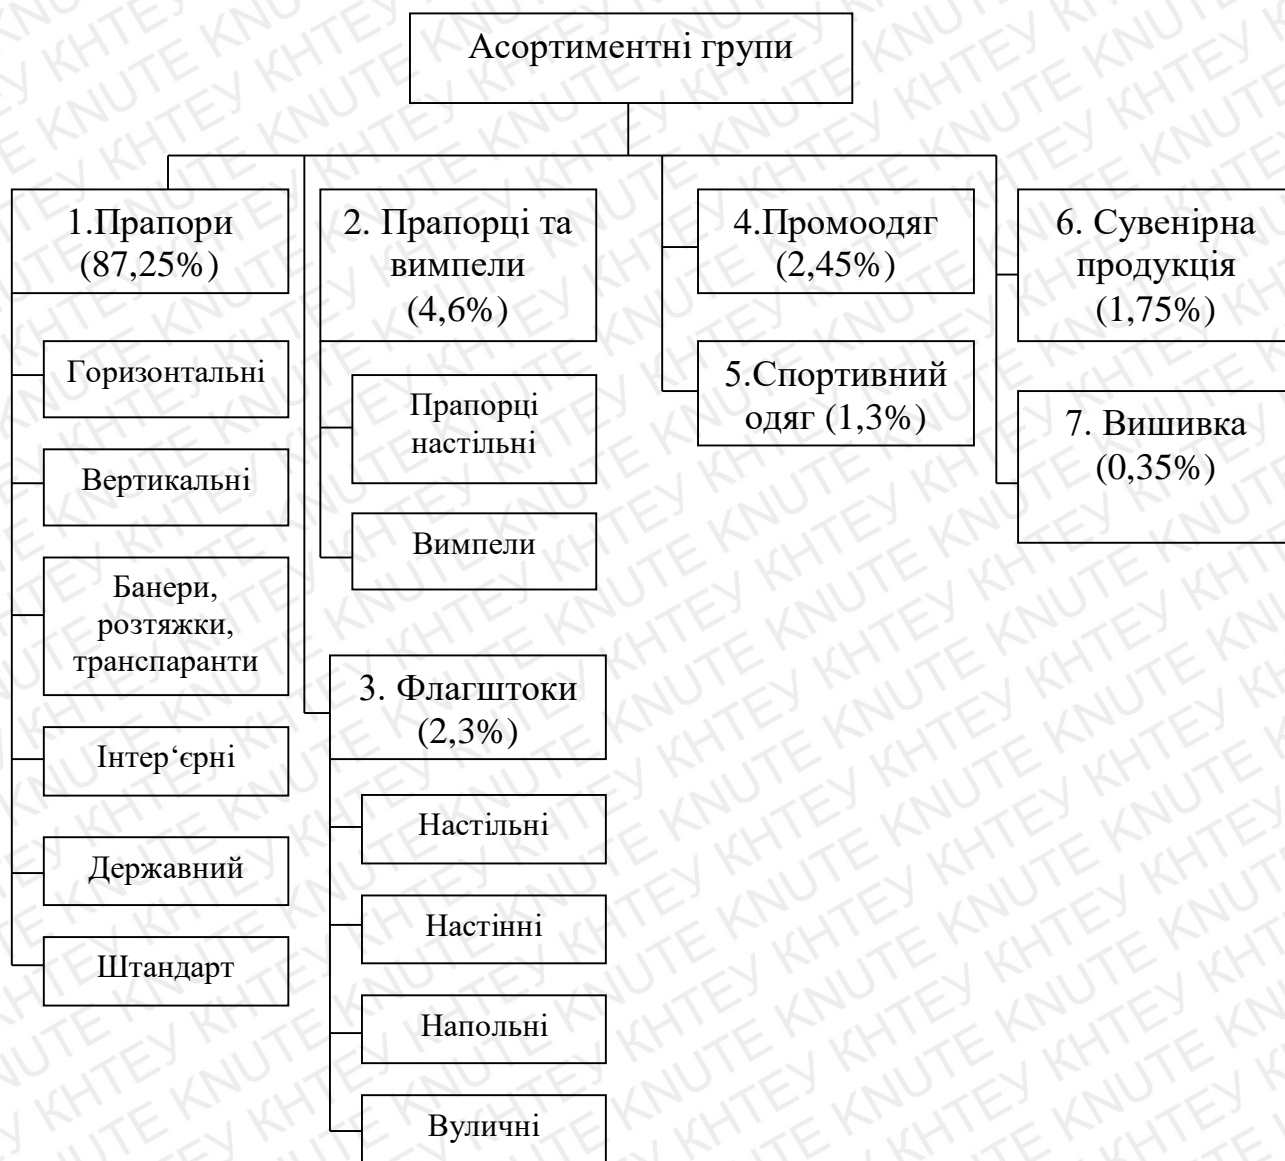 Асортиментні групи
1.Прапори
(87,25%)
Горизонтальні
Вертикальні
Банери,
розтяжки,
транспаранти
Інтер‘єрні
Державний
Штандарт
2. Прапорці та
вимпели
(4,6%)
Прапорці
настільні
Вимпели
3. Флагштоки
(2,3%)
Настільні
Настінні
Напольні
Вуличні
4.Промоодяг
(2,45%)
5.Спортивний
одяг (1,3%)
6. Сувенірна
продукція
(1,75%)
7. Вишивка
(0,35%)
КНТЕУ KNUTE